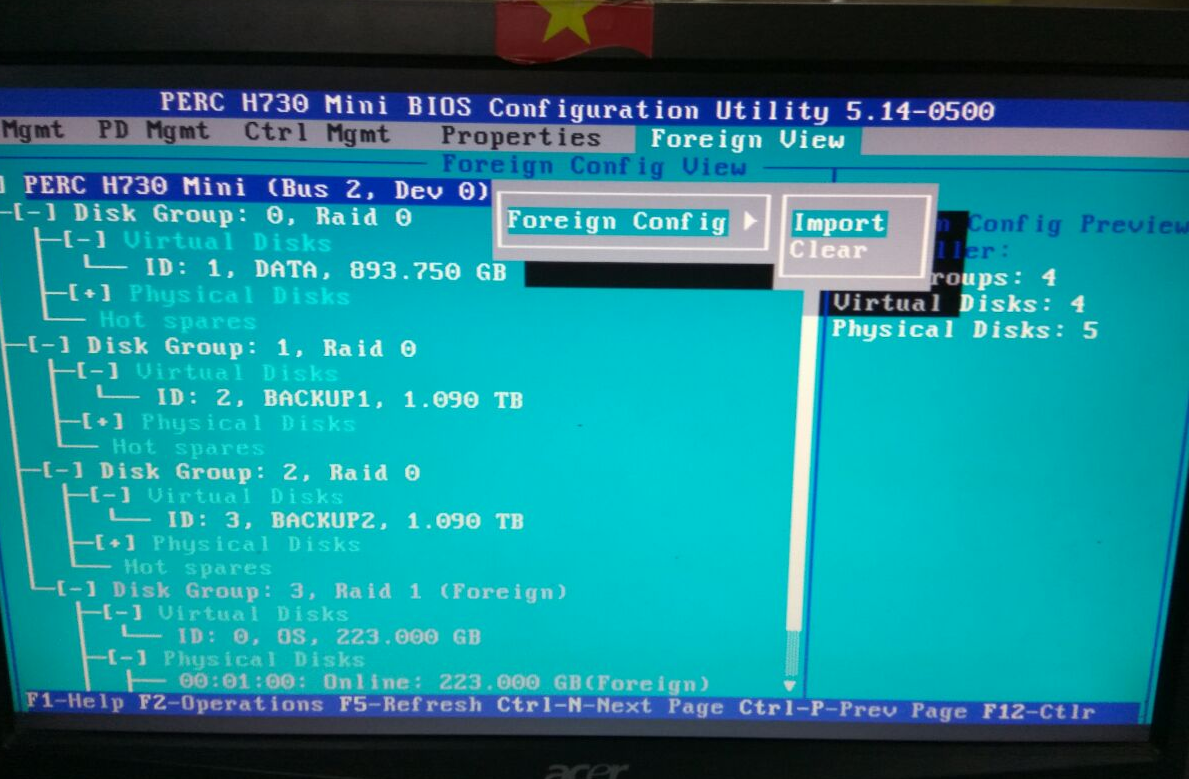 PERC H730 Mini BIOS Configuration Utility 5.14-0500
Mgmt PD Mgmt Ctrl Mgmt Properties Foreign View
Foreign Config View
] PERC H730 Mini (Bus 2, Dev 0)
[-] Disk Group: 0, Raid 0
[-] Virtual Disks
ID: 1, DATA, 893.750 GB
[+] Physical Disks
Hot spares
[-] Disk Group: 1, Raid 0
[-] Virtual Disks
ID: 2, BACKUP1, 1.090 TB
[+] Physical Disks
Hot spares
[-] Disk Group: 2, Raid 0
[-] Virtual Disks
ID: 3, BACKUP2, 1.090 TB
[+] Physical Disks
Hot spares
[-] Disk Group: 3, Raid 1 (Foreign)
[-] Virtual Disks
ID: 0, OS, 223.000 GB
[-] Physical Disks
00:01:00: Online: 223.000 GB(Foreign)
Foreign Config
Import
Clear
n Config Preview
ller:
roups: 4
Virtual Disks: 4
Physical Disks: 5
F1-Help F2-Operations F5-Refresh Ctrl-N-Next Page Ctrl-P-Prev Page F12-Ctlr
acer